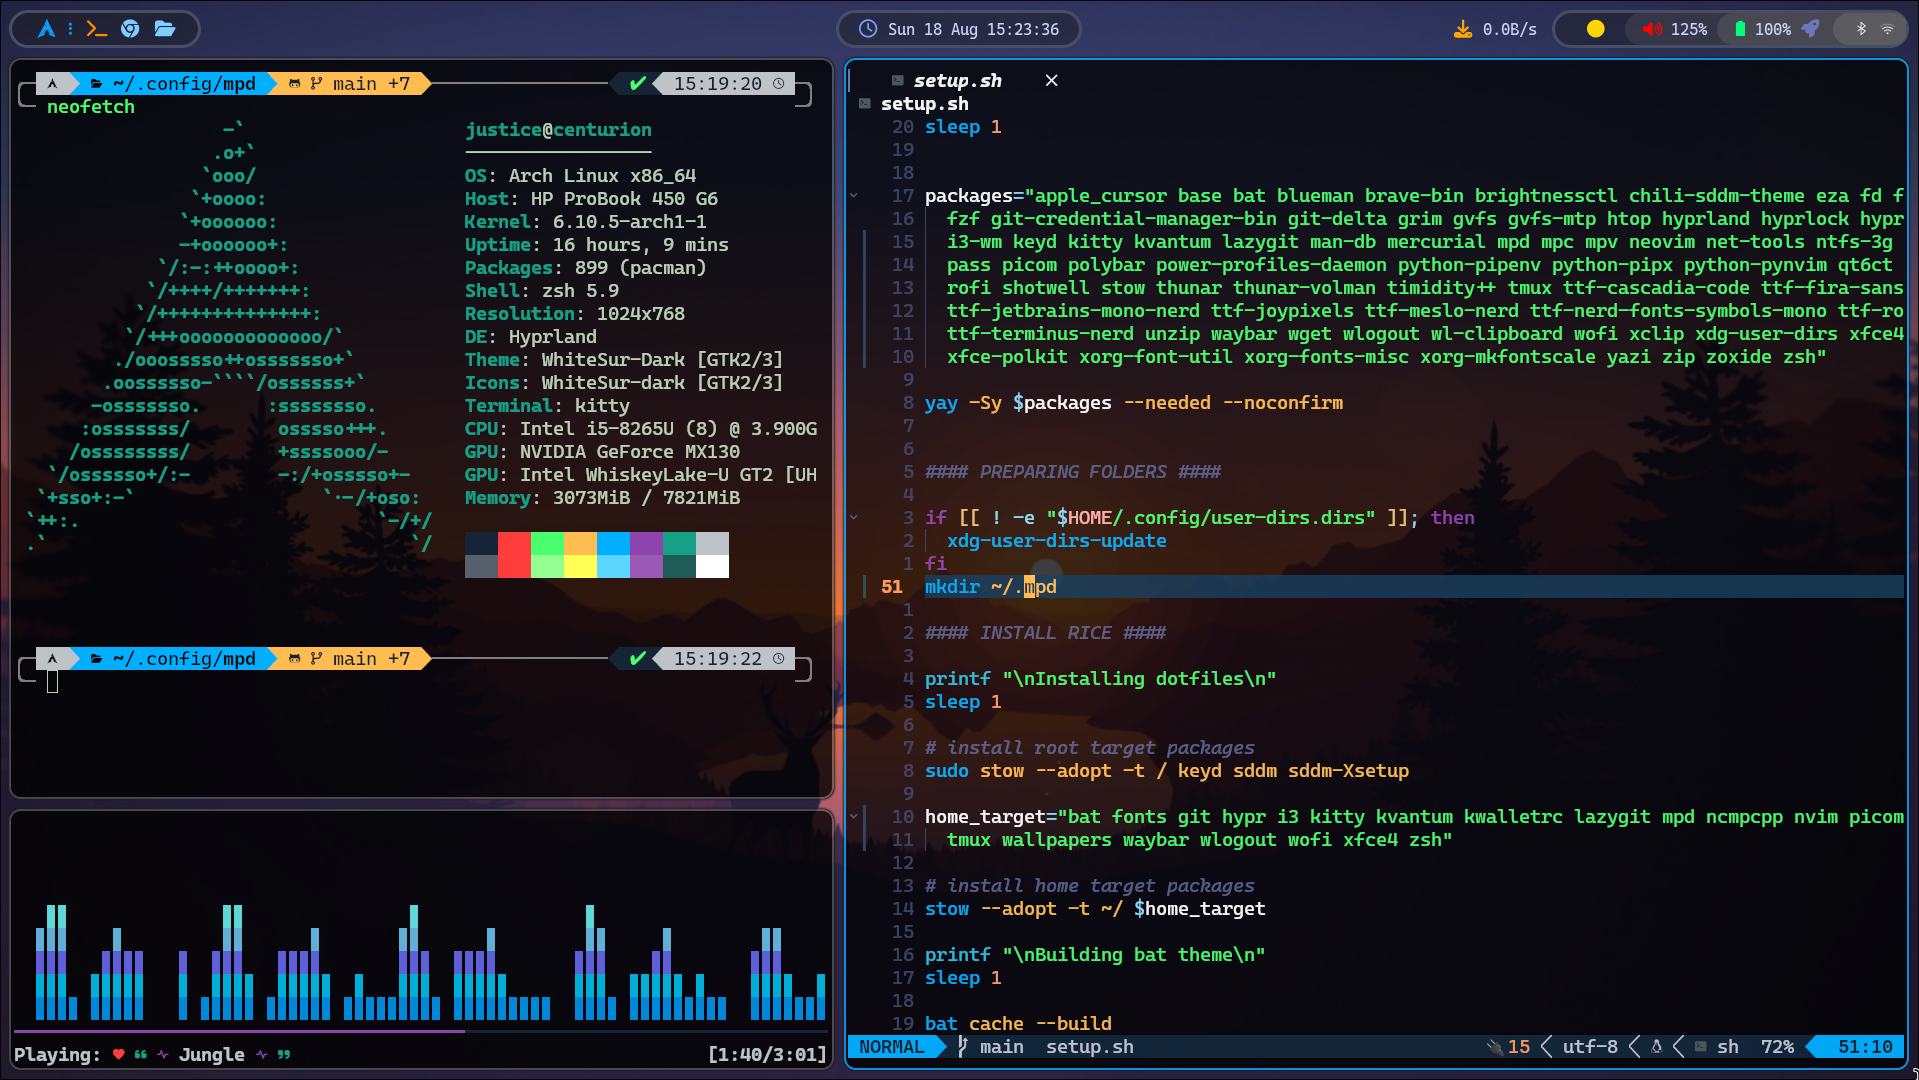 Sun 18 Aug 15:23:36
0.0B/s
125%
100%
~/.config/mpd main +7 15:19:20
neofetch
-`
.o+`
`ooo/
`+oooo:
`+oooooo:
-+oooooo+:
`/:-:++oooo+:
`/++++/+++++++:
`/++++++++++++++:
`/+++ooooooooooooo/`
./ooosssso++osssssso+`
.oossssso-````/ossssss+`
-osssssso. :ssssssso.
:osssssss/ osssso+++.
/ossssssss/ +ssssooo/-
`/ossssso+/:- -:/+osssso+-
`+sso+:-` `.-/+oso:
`++:. `-/+/
.` `/
justice@centurion
-----------------
OS: Arch Linux x86_64
Host: HP ProBook 450 G6
Kernel: 6.10.5-arch1-1
Uptime: 16 hours, 9 mins
Packages: 899 (pacman)
Shell: zsh 5.9
Resolution: 1024x768
DE: Hyprland
Theme: WhiteSur-Dark [GTK2/3]
Icons: WhiteSur-dark [GTK2/3]
Terminal: kitty
CPU: Intel i5-8265U (8) @ 3.900G
GPU: NVIDIA GeForce MX130
GPU: Intel WhiskeyLake-U GT2 [UH
Memory: 3073MiB / 7821MiB
~/.config/mpd main +7 15:19:22
Playing: Jungle [1:40/3:01]
setup.sh
setup.sh
20 sleep 1
19
18
17 packages="apple_cursor base bat blueman brave-bin brightnessctl chili-sddm-theme eza fd f
16 fzf git-credential-manager-bin git-delta grim gvfs gvfs-mtp htop hyprland hyprlock hypr
15 i3-wm keyd kitty kvantum lazygit man-db mercurial mpd mpc mpv neovim net-tools ntfs-3g
14 pass picom polybar power-profiles-daemon python-pipenv python-pipx python-pynvim qt6ct
13 rofi shotwell stow thunar thunar-volman timidity++ tmux ttf-cascadia-code ttf-fira-sans
12 ttf-jetbrains-mono-nerd ttf-joypixels ttf-meslo-nerd ttf-nerd-fonts-symbols-mono ttf-ro
11 ttf-terminus-nerd unzip waybar wget wlogout wl-clipboard wofi xclip xdg-user-dirs xfce4
10 xfce-polkit xorg-font-util xorg-fonts-misc xorg-mkfontscale yazi zip zoxide zsh"
9
8 yay -Sy $packages --needed --noconfirm
7
6
5 #### PREPARING FOLDERS ####
4
3 if [[ ! -e "$HOME/.config/user-dirs.dirs" ]]; then
2 xdg-user-dirs-update
1 fi
51 mkdir ~/.mpd
1
2 #### INSTALL RICE ####
3
4 printf "\nInstalling dotfiles\n"
5 sleep 1
6
7 # install root target packages
8 sudo stow --adopt -t / keyd sddm sddm-Xsetup
9
10 home_target="bat fonts git hypr i3 kitty kvantum kwalletrc lazygit mpd ncmpcpp nvim picom
11 tmux wallpapers waybar wlogout wofi xfce4 zsh"
12
13 # install home target packages
14 stow --adopt -t ~/ $home_target
15
16 printf "\nBuilding bat theme\n"
17 sleep 1
18
19 bat cache --build
NORMAL main setup.sh 15 utf-8 sh 72% 51:10